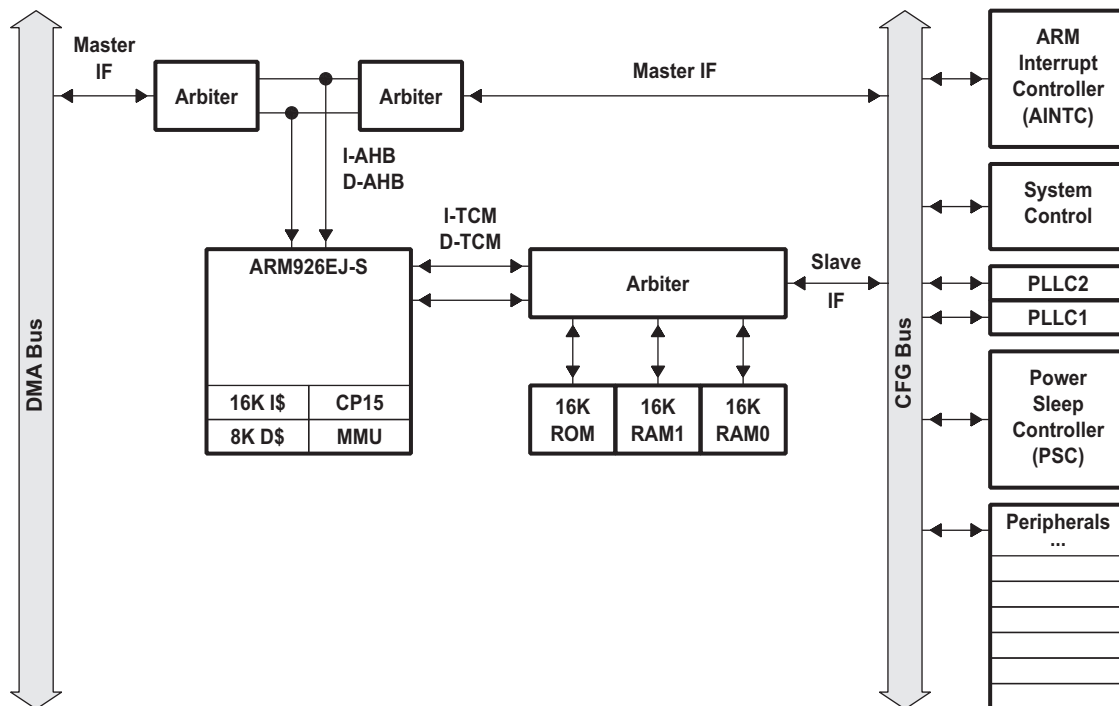 Master
IF
Arbiter
Arbiter
Master IF
ARM
Interrupt
Controller
(AINTC)
I-AHB
D-AHB
System
Control
I-TCM
D-TCM
ARM926EJ-S
Arbiter
Slave
IF
PLLC2
PLLC1
DMA Bus
CFG Bus
16K I$
CP15
8K D$
MMU
16K
ROM
16K
RAM1
16K
RAM0
Power
Sleep
Controller
(PSC)
Peripherals
...